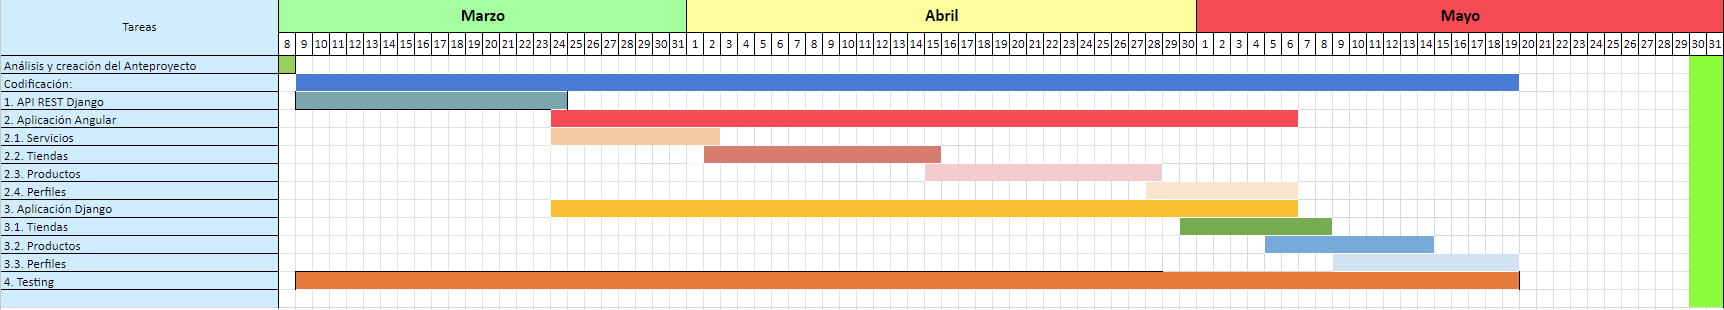 Tareas
Marzo Abril Mayo
8 9 10 11 12 13 14 15 16 17 18 19 20 21 22 23 24 25 26 27 28 29 30 31 1 2 3 4 5 6 7 8 9 10 11 12 13 14 15 16 17 18 19 20 21 22 23 24 25 26 27 28 29 30 1 2 3 4 5 6 7 8 9 10 11 12 13 14 15 16 17 18 19 20 21 22 23 24 25 26 27 28 29 30 31
Análisis y creación del Anteproyecto
Codificación:
1. API REST Django
2. Aplicación Angular
2.1. Servicios
2.2. Tiendas
2.3. Productos
2.4. Perfiles
3. Aplicación Django
3.1. Tiendas
3.2. Productos
3.3. Perfiles
4. Testing